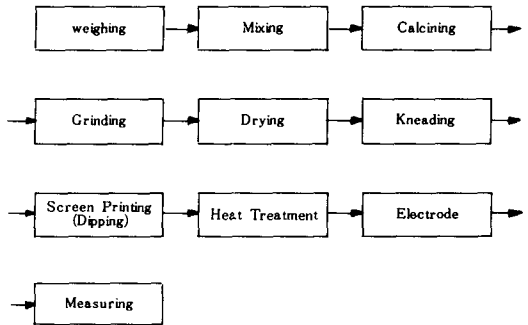 weighing
Mixing
Calcining
Grinding
Drying
Kneading
Screen Printing
(Dipping)
Heat Treatment
Electrode
Measuring